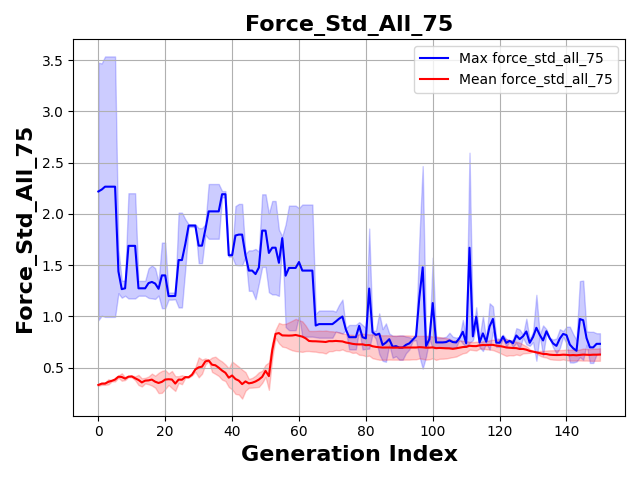 Force_Std_All_75
Max force_std_all_75
Mean force_std_all_75
Force_Std_All_75
3.5
3.0
2.5
2.0
1.5
1.0
0.5
0 20 40 60 80 100 120 140
Generation Index